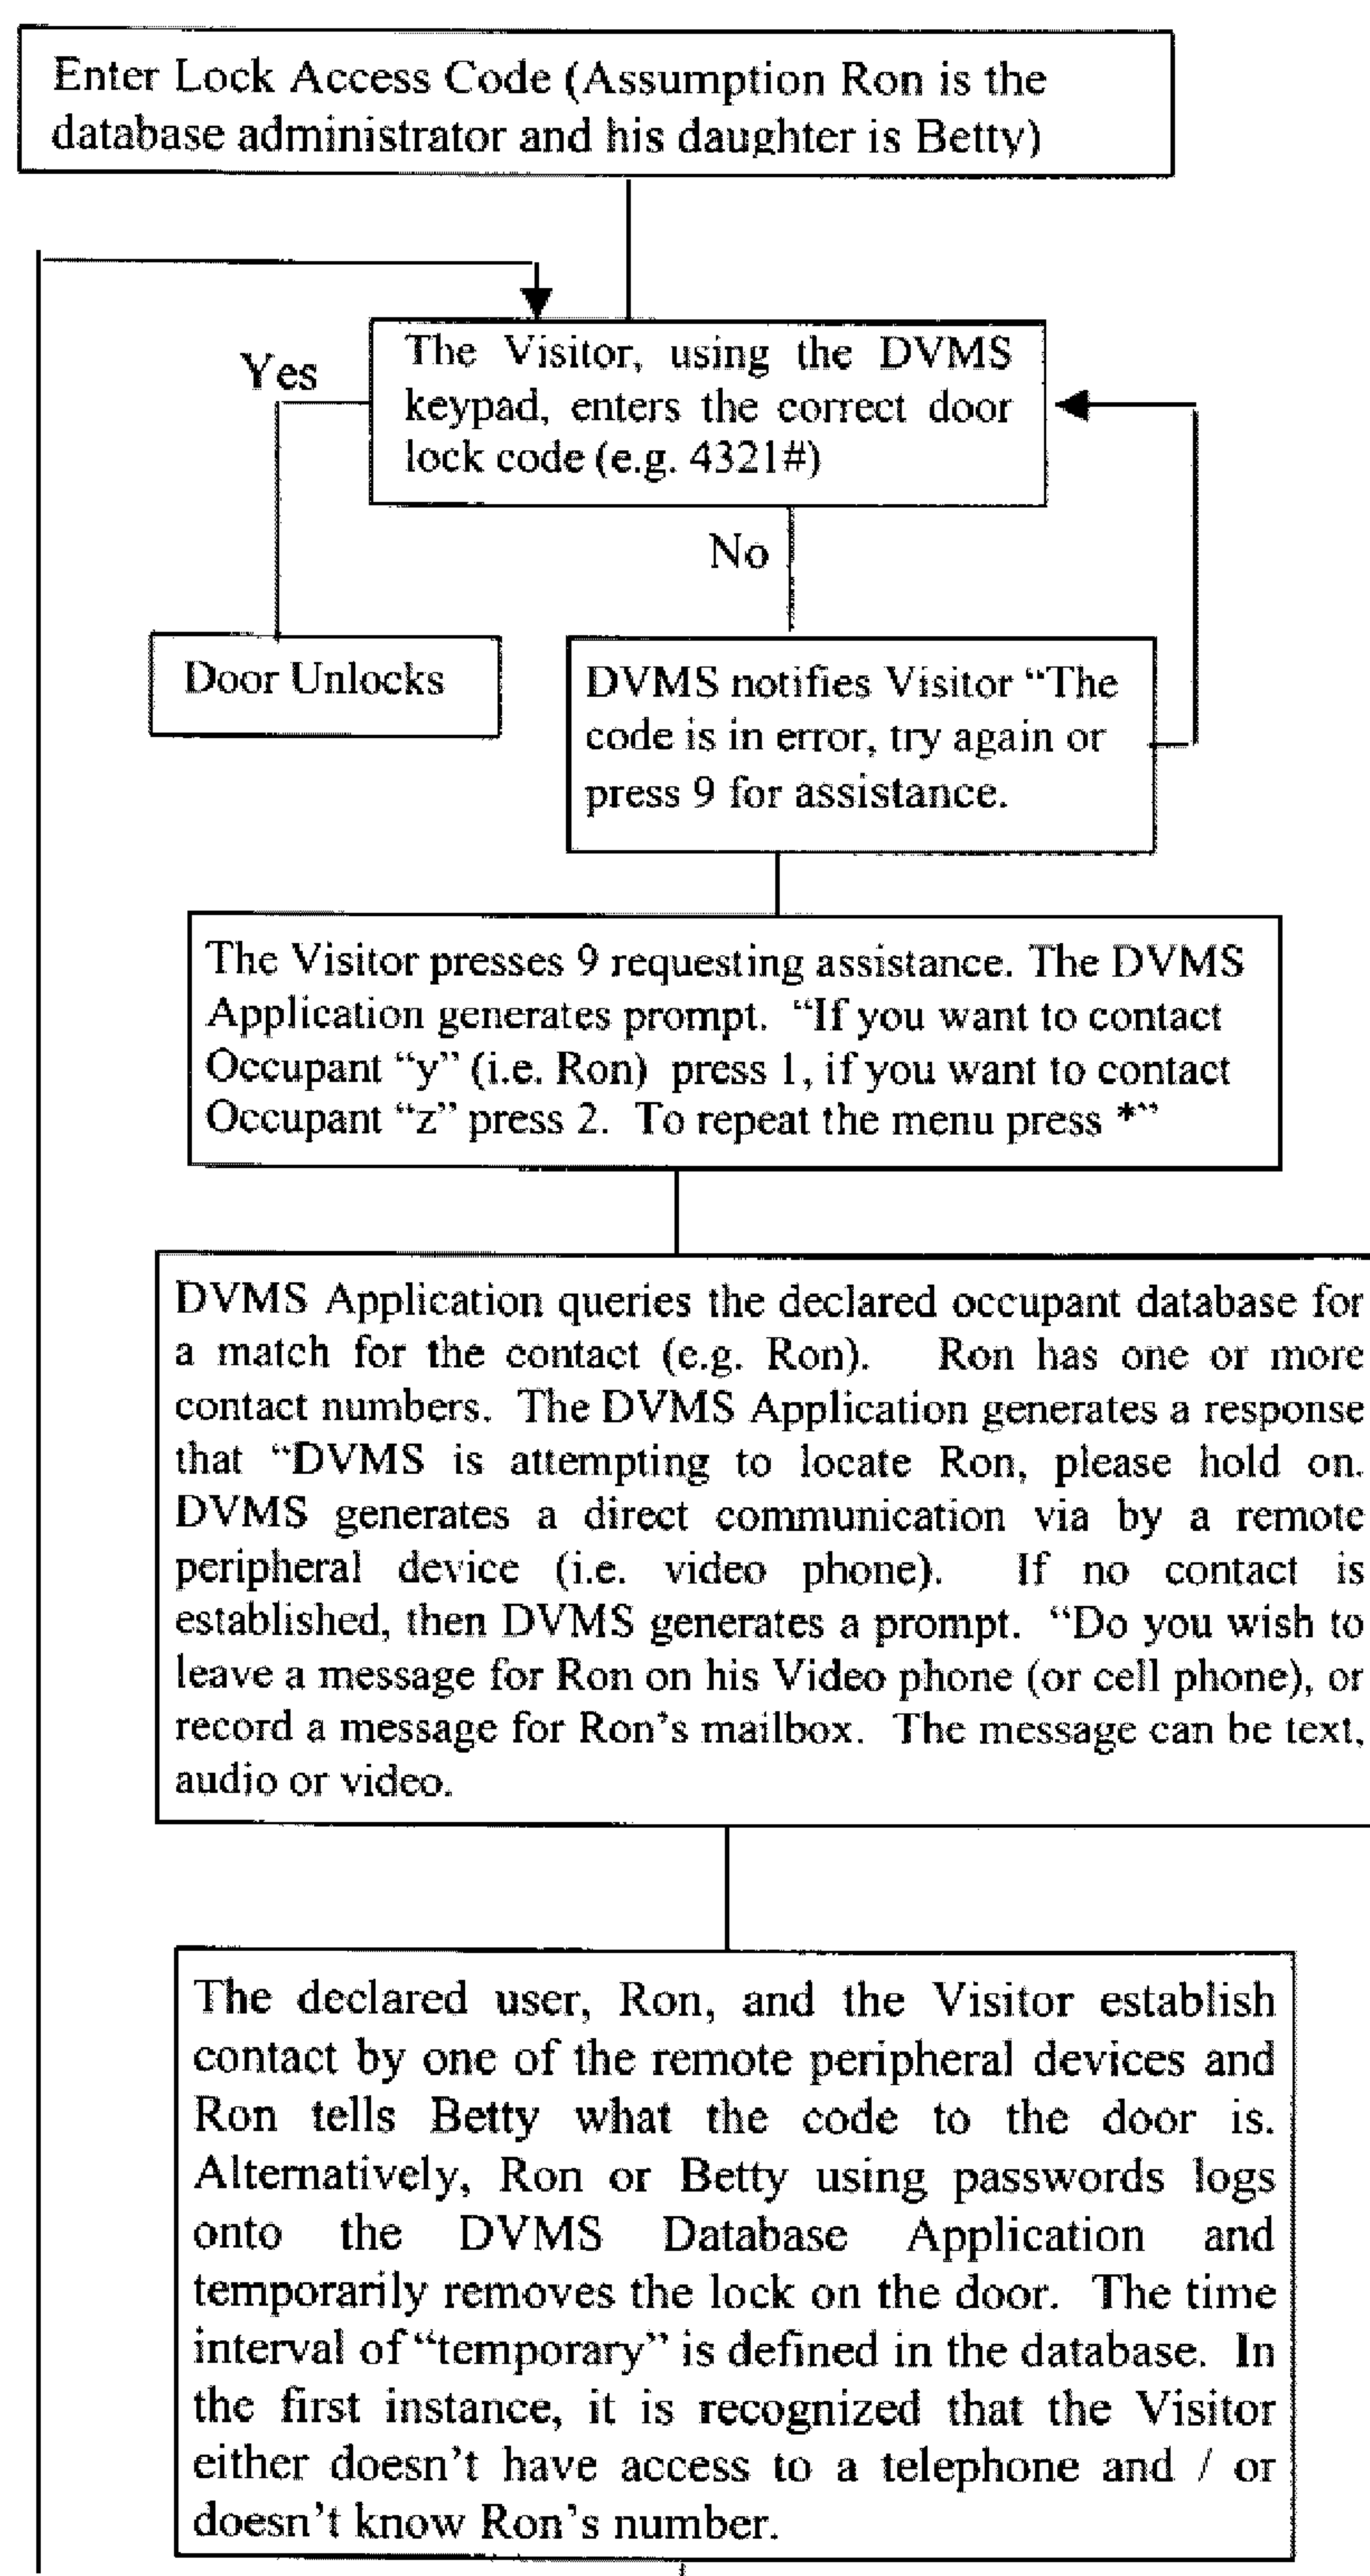 Enter Lock Access Code (Assumption Ron is the
database administrator and his daughter is Betty)
The Visitor, using the DVMS
keypad, enters the correct door
lock code (e.g. 4321#)
Yes
No
Door Unlocks
DVMS notifies Visitor “The
code is in error, try again or
press 9 for assistance.
The Visitor presses 9 requesting assistance. The DVMS
Application generates prompt. “If you want to contact
Occupant “y” (i.e. Ron) press 1, if you want to contact
Occupant “z” press 2. To repeat the menu press *”
DVMS Application queries the declared occupant database for
a match for the contact (e.g. Ron). Ron has one or more
contact numbers. The DVMS Application generates a response
that “DVMS is attempting to locate Ron, please hold on.
DVMS generates a direct communication via by a remote
peripheral device (i.e. video phone). If no contact is
established, then DVMS generates a prompt. “Do you wish to
leave a message for Ron on his Video phone (or cell phone), or
record a message for Ron’s mailbox. The message can be text,
audio or video.
The declared user, Ron, and the Visitor establish
contact by one of the remote peripheral devices and
Ron tells Betty what the code to the door is.
Alternatively, Ron or Betty using passwords logs
onto the DVMS Database Application and
temporarily removes the lock on the door. The time
interval of “temporary” is defined in the database. In
the first instance, it is recognized that the Visitor
either doesn’t have access to a telephone and / or
doesn’t know Ron’s number.